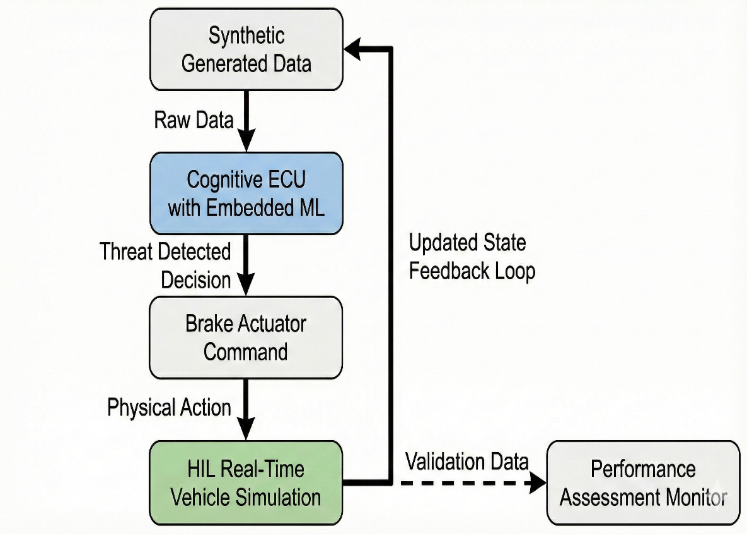 Synthetic
Generated Data
Raw Data
Cognitive ECU
with Embedded ML
Threat Detected
Decision
Updated State
Feedback Loop
Brake Actuator
Command
Physical Action
HIL Real-Time
Vehicle Simulation
Validation Data
Performance
Assessment Monitor